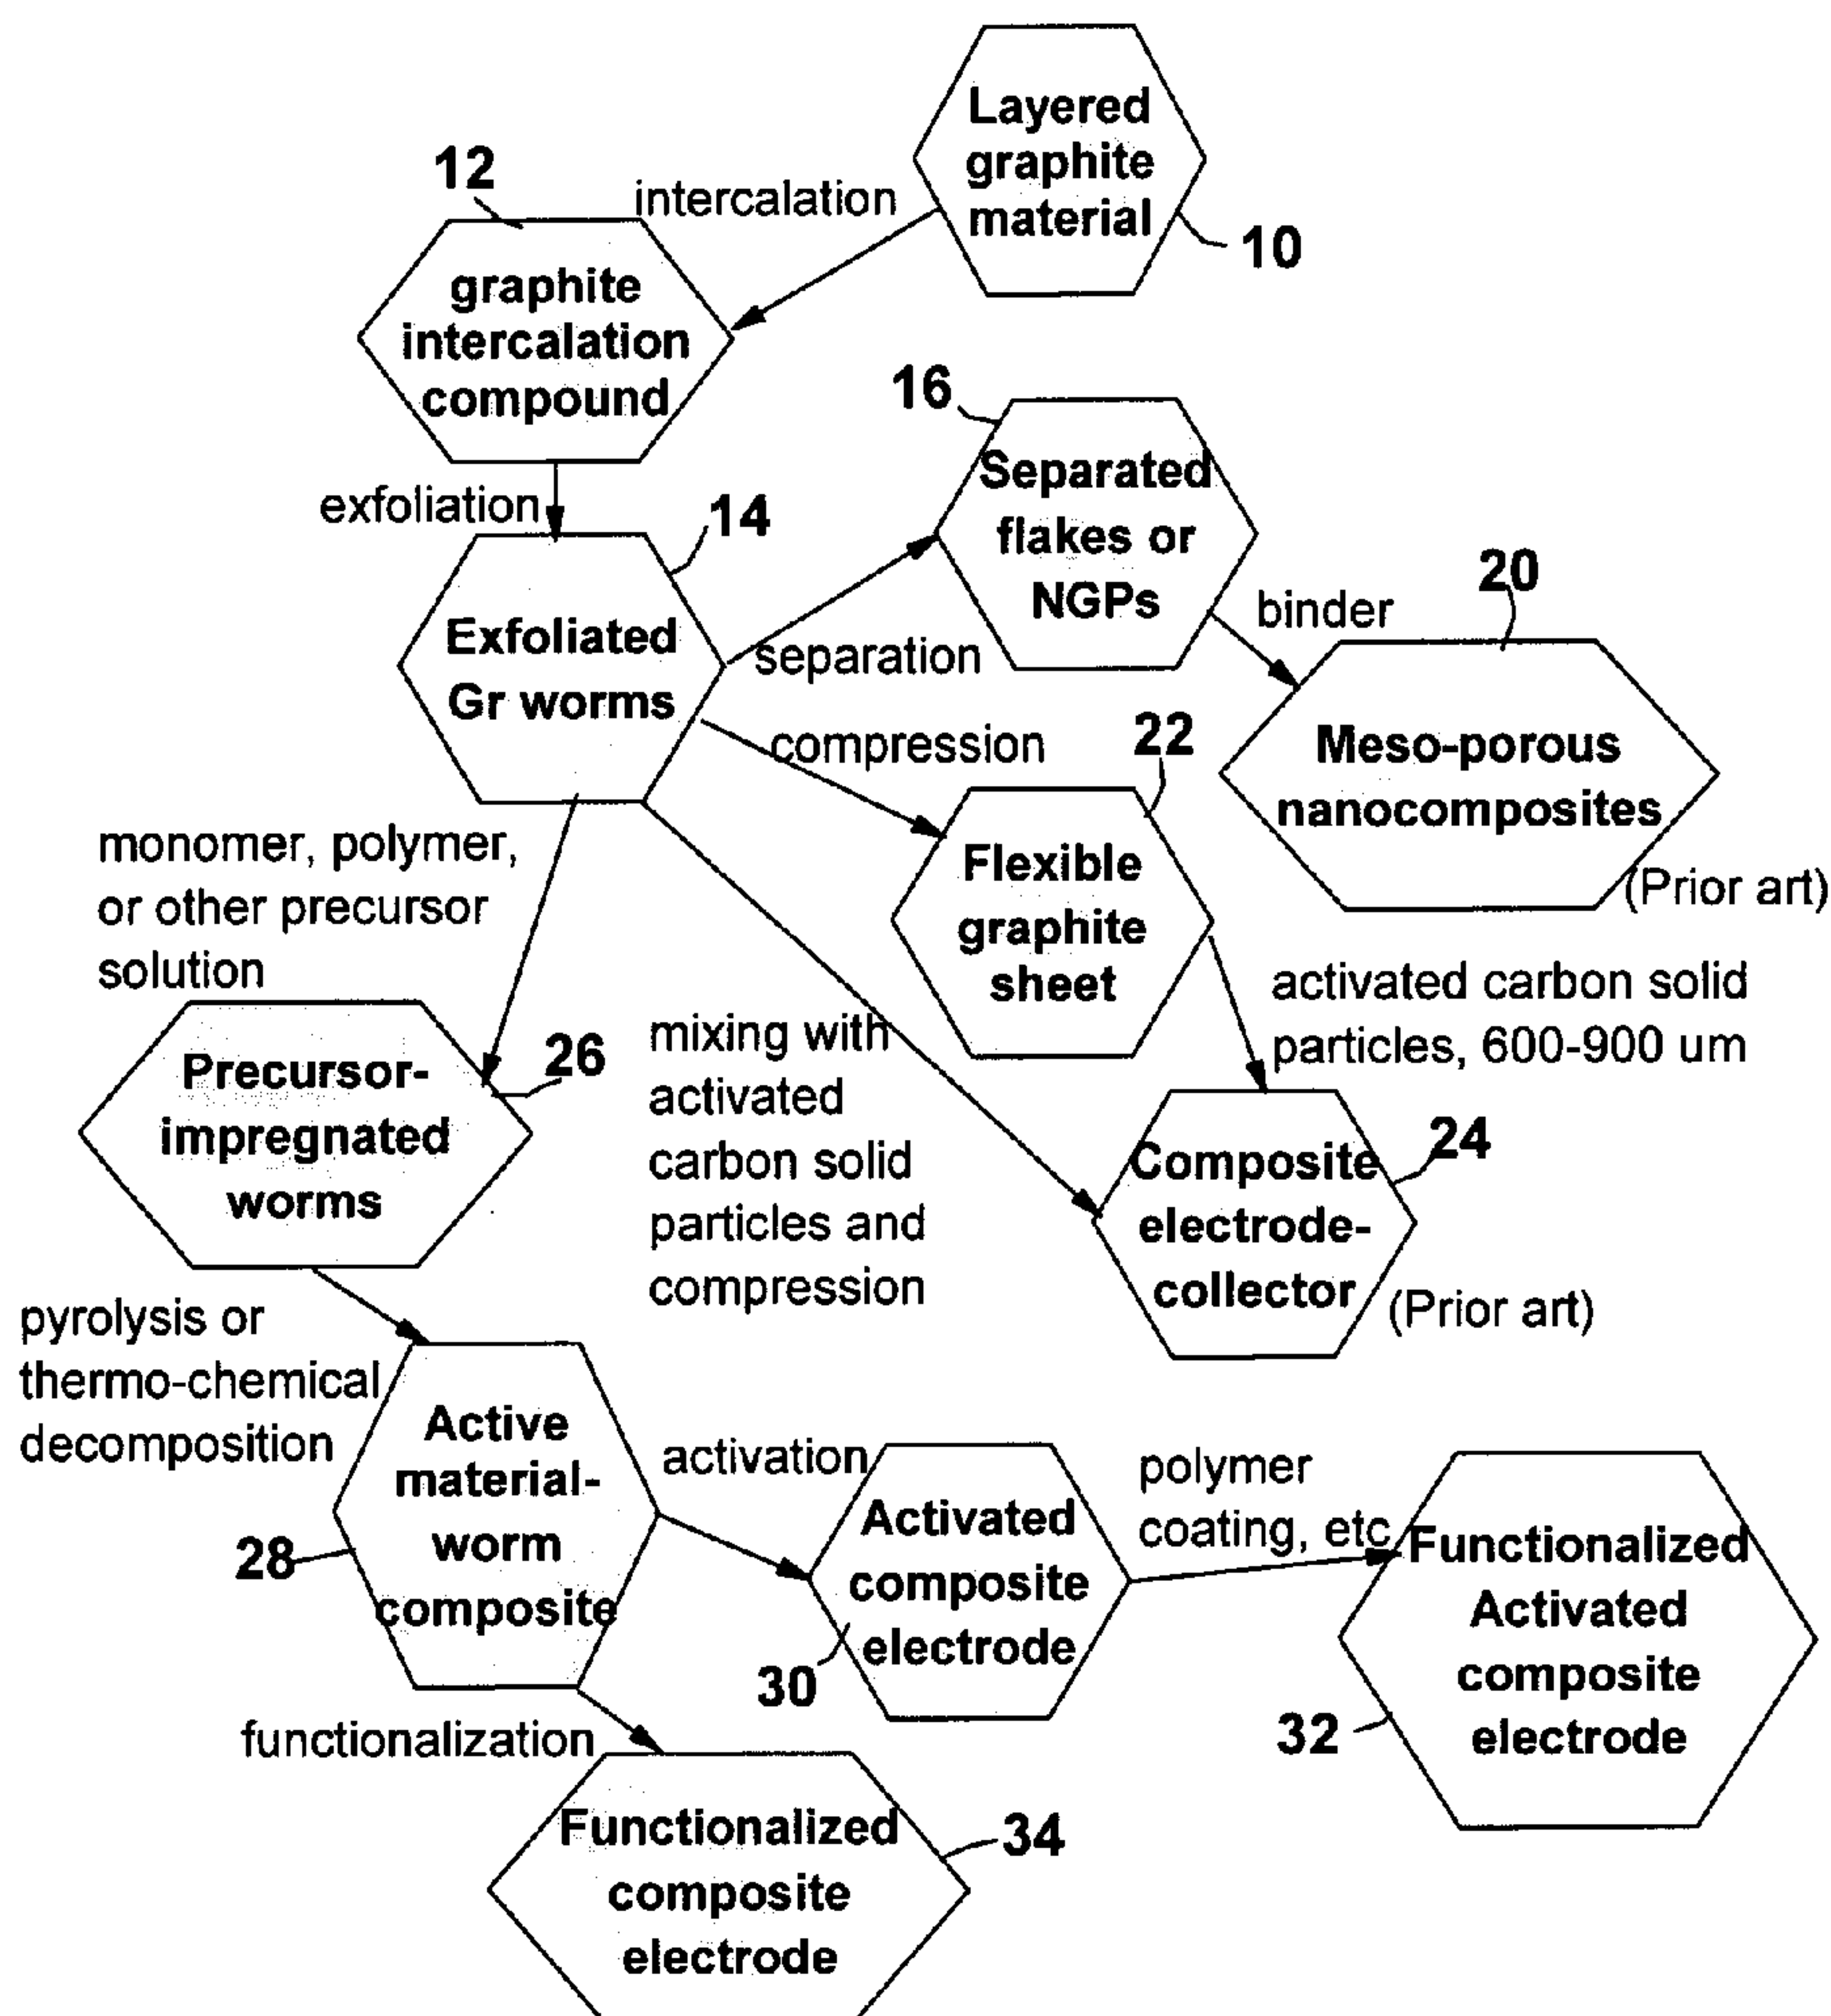 Layered
graphite
material
10
12
intercalation
graphite
intercalation
compound
16
Separated
flakes or
NGPs
exfoliation
14
Exfoliated
Gr worms
separation
binder
20
Meso-porous
nanocomposites
(Prior art)
compression
22
Flexible
graphite
sheet
monomer, polymer,
or other precursor
solution
activated carbon solid
particles, 600-900 um
Precursor-
impregnated
worms
26
mixing with
activated
carbon solid
particles and
compression
24
Composite
electrode-
collector
(Prior art)
pyrolysis or
thermo-chemical
decomposition
Active
material-
worm
composite
28
activation
Activated
composite
electrode
30
polymer
coating, etc
Functionalized
Activated
composite
electrode
32
functionalization
Functionalized
composite
electrode
34